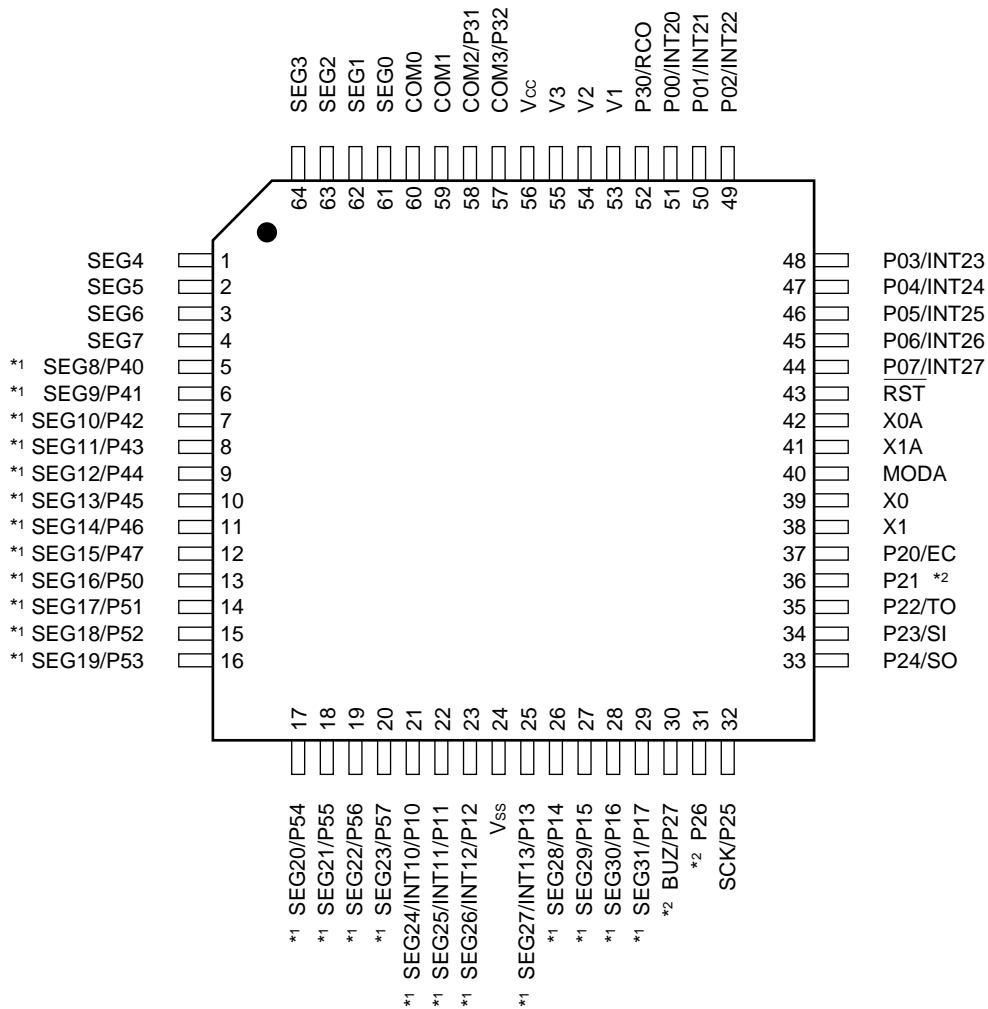 SEG3
SEG2
SEG1
SEG0
COM0
COM1
COM2/P31
COM3/P32
Vcc
V3
V2
V1
P30/RCO
P00/INT20
P01/INT21
P02/INT22
64
63
62
61
60
59
58
57
56
55
54
53
52
51
50
49
SEG4 1
SEG5 2
SEG6 3
SEG7 4
*1 SEG8/P40 5
*1 SEG9/P41 6
*1 SEG10/P42 7
*1 SEG11/P43 8
*1 SEG12/P44 9
*1 SEG13/P45 10
*1 SEG14/P46 11
*1 SEG15/P47 12
*1 SEG16/P50 13
*1 SEG17/P51 14
*1 SEG18/P52 15
*1 SEG19/P53 16
48 P03/INT23
47 P04/INT24
46 P05/INT25
45 P06/INT26
44 P07/INT27
43 RST
42 X0A
41 X1A
40 MODA
39 X0
38 X1
37 P20/EC
36 P21 *2
35 P22/TO
34 P23/SI
33 P24/SO
17
18
19
20
21
22
23
24
25
26
27
28
29
30
31
32
*1 SEG20/P54
*1 SEG21/P55
*1 SEG22/P56
*1 SEG23/P57
*1 SEG24/INT10/P10
*1 SEG25/INT11/P11
*1 SEG26/INT12/P12
Vss
*1 SEG27/INT13/P13
*1 SEG28/P14
*1 SEG29/P15
*1 SEG30/P16
*1 SEG31/P17
*2 BUZ/P27
*2 P26
SCK/P25